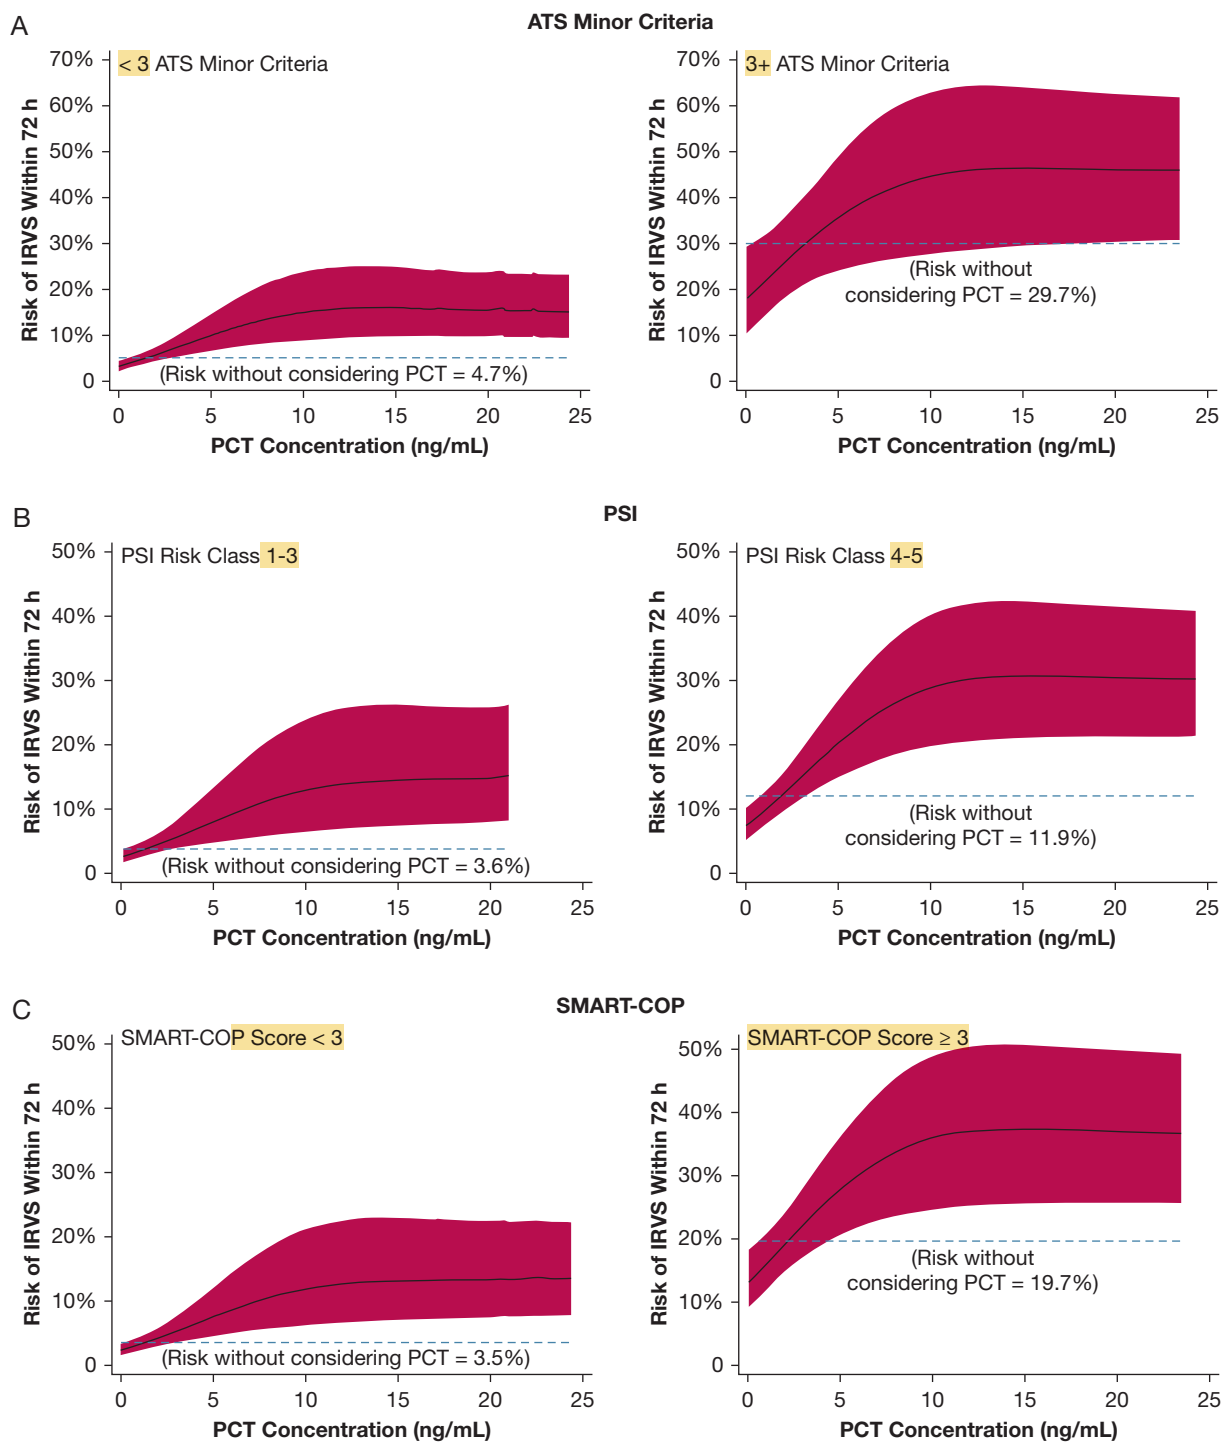 A
ATS Minor Criteria
< 3 ATS Minor Criteria
Risk of IRVS Within 72 h
70%
60%
50%
40%
30%
20%
10%
0
(Risk without considering PCT = 4.7%)
0 5 10 15 20 25
PCT Concentration (ng/mL)
3+ ATS Minor Criteria
Risk of IRVS Within 72 h
70%
60%
50%
40%
30%
20%
10%
0
(Risk without
considering PCT = 29.7%)
0 5 10 15 20 25
PCT Concentration (ng/mL)
B
PSI
PSI Risk Class 1-3
Risk of IRVS Within 72 h
50%
40%
30%
20%
10%
0
(Risk without considering PCT = 3.6%)
0 5 10 15 20 25
PCT Concentration (ng/mL)
PSI Risk Class 4-5
Risk of IRVS Within 72 h
50%
40%
30%
20%
10%
0
(Risk without
considering PCT = 11.9%)
0 5 10 15 20 25
PCT Concentration (ng/mL)
C
SMART-COP
SMART-COP Score < 3
Risk of IRVS Within 72 h
50%
40%
30%
20%
10%
0
(Risk without considering PCT = 3.5%)
0 5 10 15 20 25
PCT Concentration (ng/mL)
SMART-COP Score ≥ 3
Risk of IRVS Within 72 h
50%
40%
30%
20%
10%
0
(Risk without
considering PCT = 19.7%)
0 5 10 15 20 25
PCT Concentration (ng/mL)